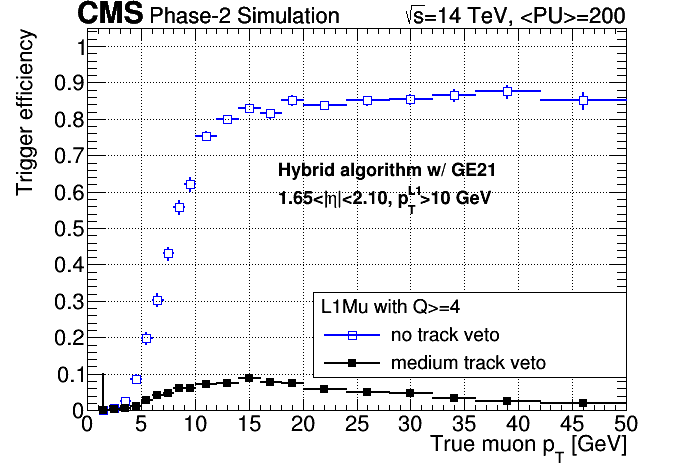 CMS Phase-2 Simulation √s=14 TeV, <PU>=200
Trigger efficiency
1
0.9
0.8
0.7
0.6
0.5
0.4
0.3
0.2
0.1
0
Hybrid algorithm w/ GE21
1.65<|η|<2.10, p_T^L1>10 GeV
L1Mu with Q>=4
no track veto
medium track veto
0 5 10 15 20 25 30 35 40 45 50
True muon p_T [GeV]